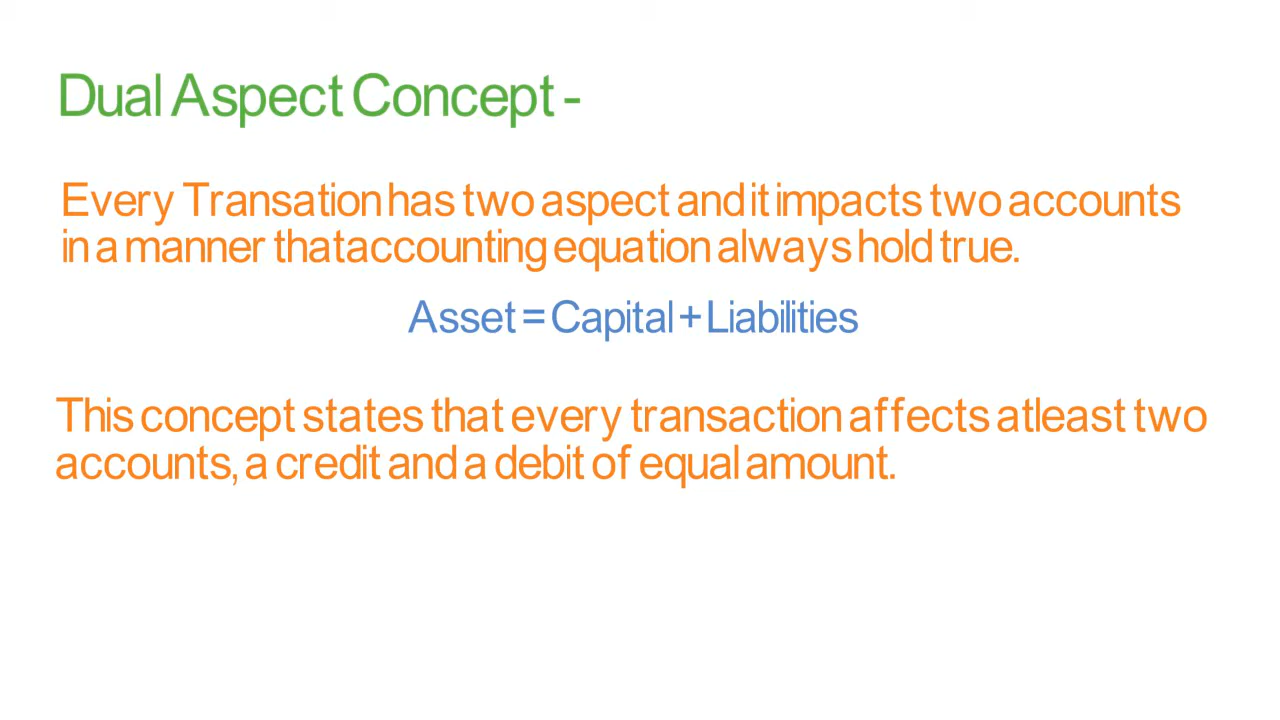 Dual Aspect Concept -
Every Transation has two aspect and it impacts two accounts
in a manner that accounting equation always hold true.
Asset = Capital + Liabilities
This concept states that every transaction affects atleast two
accounts, a credit and a debit of equal amount.